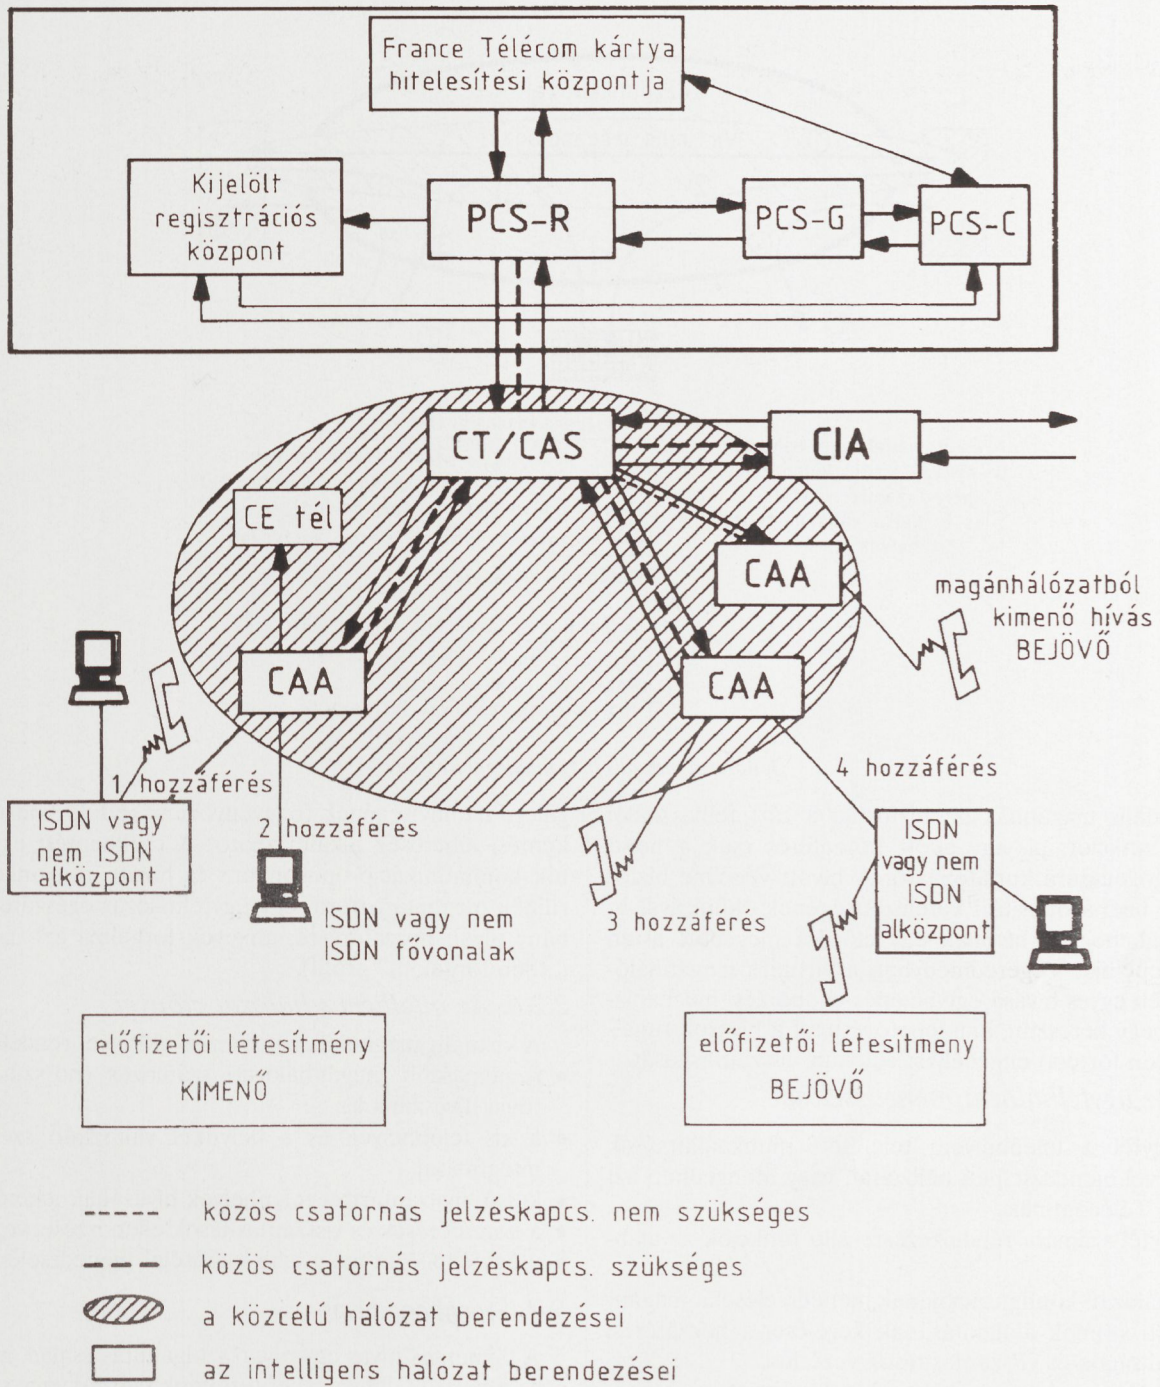 France Télécom kártya
hitelesítési központja
Kijelölt
regisztrációs
központ
PCS-R
PCS-G
PCS-C
CT/CAS
CIA
CE tél
CAA
magánhálózatból
kimenő hívás
BEJÖVŐ
CAA
CAA
4 hozzáférés
1 hozzáférés
ISDN vagy
nem ISDN
alközpont
2 hozzáférés
ISDN vagy nem
ISDN fővonalak
3 hozzáférés
ISDN
vagy nem
ISDN
alközpont
előfizetői létesítmény
KIMENŐ
előfizetői létesítmény
BEJÖVŐ
közös csatornás jelzéskapcs. nem szükséges
közös csatornás jelzéskapcs. szükséges
a közcélú hálózat berendezései
az intelligens hálózat berendezései